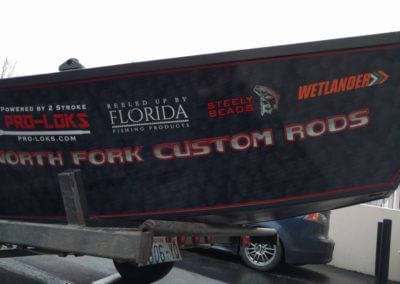 POWERED BY 2 STROKE
PRO-LOKS
PRO-LOKS.COM
REELED UP BY
FLORIDA
FISHING PRODUCTS
STEELY
BEADS
WETLANDER
NORTH FORK CUSTOM RODS